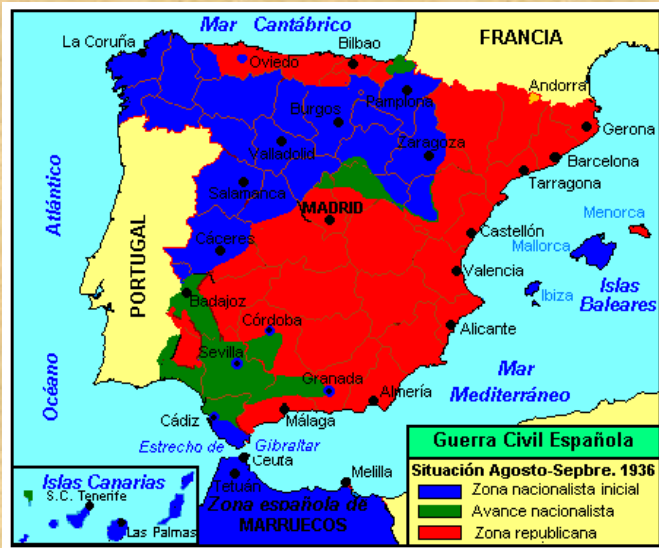 Mar Cantábrico
FRANCIA
La Coruña
Oviedo
Bilbao
Andorra
Pamplona
Burgos
Gerona
Valladolid
Zaragoza
Barcelona
Tarragona
Salamanca
MADRID
Atlántico
Océano
PORTUGAL
Menorca
Castellón
Mallorca
Cáceres
Valencia
Islas
Baleares
Ibiza
Badajoz
Córdoba
Alicante
Sevilla
Mar
Mediterráneo
Granada
Almería
Cádiz
Málaga
Estrecho de Gibraltar
Ceuta
Tetuán
Melilla
Zona española de
MARRUECOS
Islas Canarias
S.C. Tenerife
Las Palmas
Guerra Civil Española
Situación Agosto-Sepbre. 1936
Zona nacionalista inicial
Avance nacionalista
Zona republicana